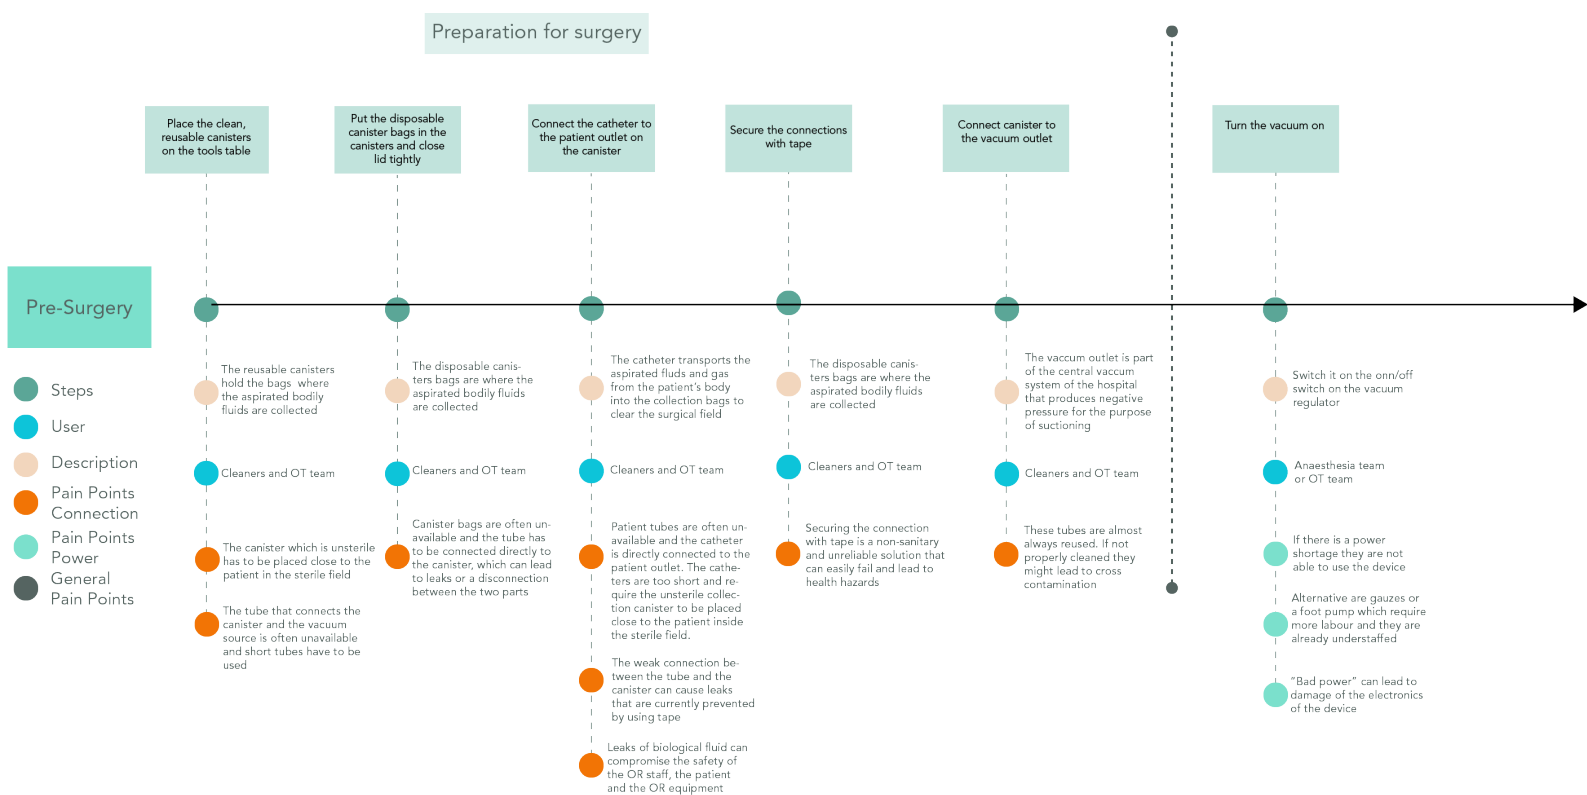 Preparation for surgery
Place the clean,
reusable canisters
on the tools table
Put the disposable
canister bags in the
canisters and close
lid tightly
Connect the catheter to
the patient outlet on
the canister
Secure the connections
with tape
Connect canister to
the vacuum outlet
Turn the vacuum on
Pre-Surgery
Steps
User
Description
Pain Points
Connection
Pain Points
Power
General
Pain Points
The reusable canisters
hold the bags where
the aspirated bodily
fluids are collected
Cleaners and OT team
The canister which is unsterile
has to be placed close to the
patient in the sterile field
The tube that connects the
canister and the vacuum
source is often unavailable
and short tubes have to be
used
The disposable canis-
ters bags are where the
aspirated bodily fluids
are collected
Cleaners and OT team
Canister bags are often un-
available and the tube has
to be connected directly to
the canister, which can lead
to leaks or a disconnection
between the two parts
The catheter transports the
aspirated fluds and gas
from the patient's body
into the collection bags to
clear the surgical field
Cleaners and OT team
Patient tubes are often un-
available and the catheter
is directly connected to the
patient outlet. The cathe-
ters are too short and re-
quire the unsterile collec-
tion canister to be placed
close to the patient inside
the sterile field.
The weak connection be-
tween the tube and the
canister can cause leaks
that are currently prevented
by using tape
Leaks of biological fluid can
compromise the safety of
the OR staff, the patient
and the OR equipment
The disposable canis-
ters bags are where the
aspirated bodily fluids
are collected
Cleaners and OT team
Securing the connection
with tape is a non-sanitary
and unreliable solution that
can easily fail and lead to
health hazards
The vaccum outlet is part
of the central vaccum
system of the hospital
that produces negative
pressure for the purpose
of suctioning
Cleaners and OT team
These tubes are almost
always reused. If not
properly cleaned they
might lead to cross
contamination
Switch it on the onn/off
switch on the vacuum
regulator
Anaesthesia team
or OT team
If there is a power
shortage they are not
able to use the device
Alternative are gauzes or
a foot pump which require
more labour and they are
already understaffed
"Bad power" can lead to
damage of the electronics
of the device